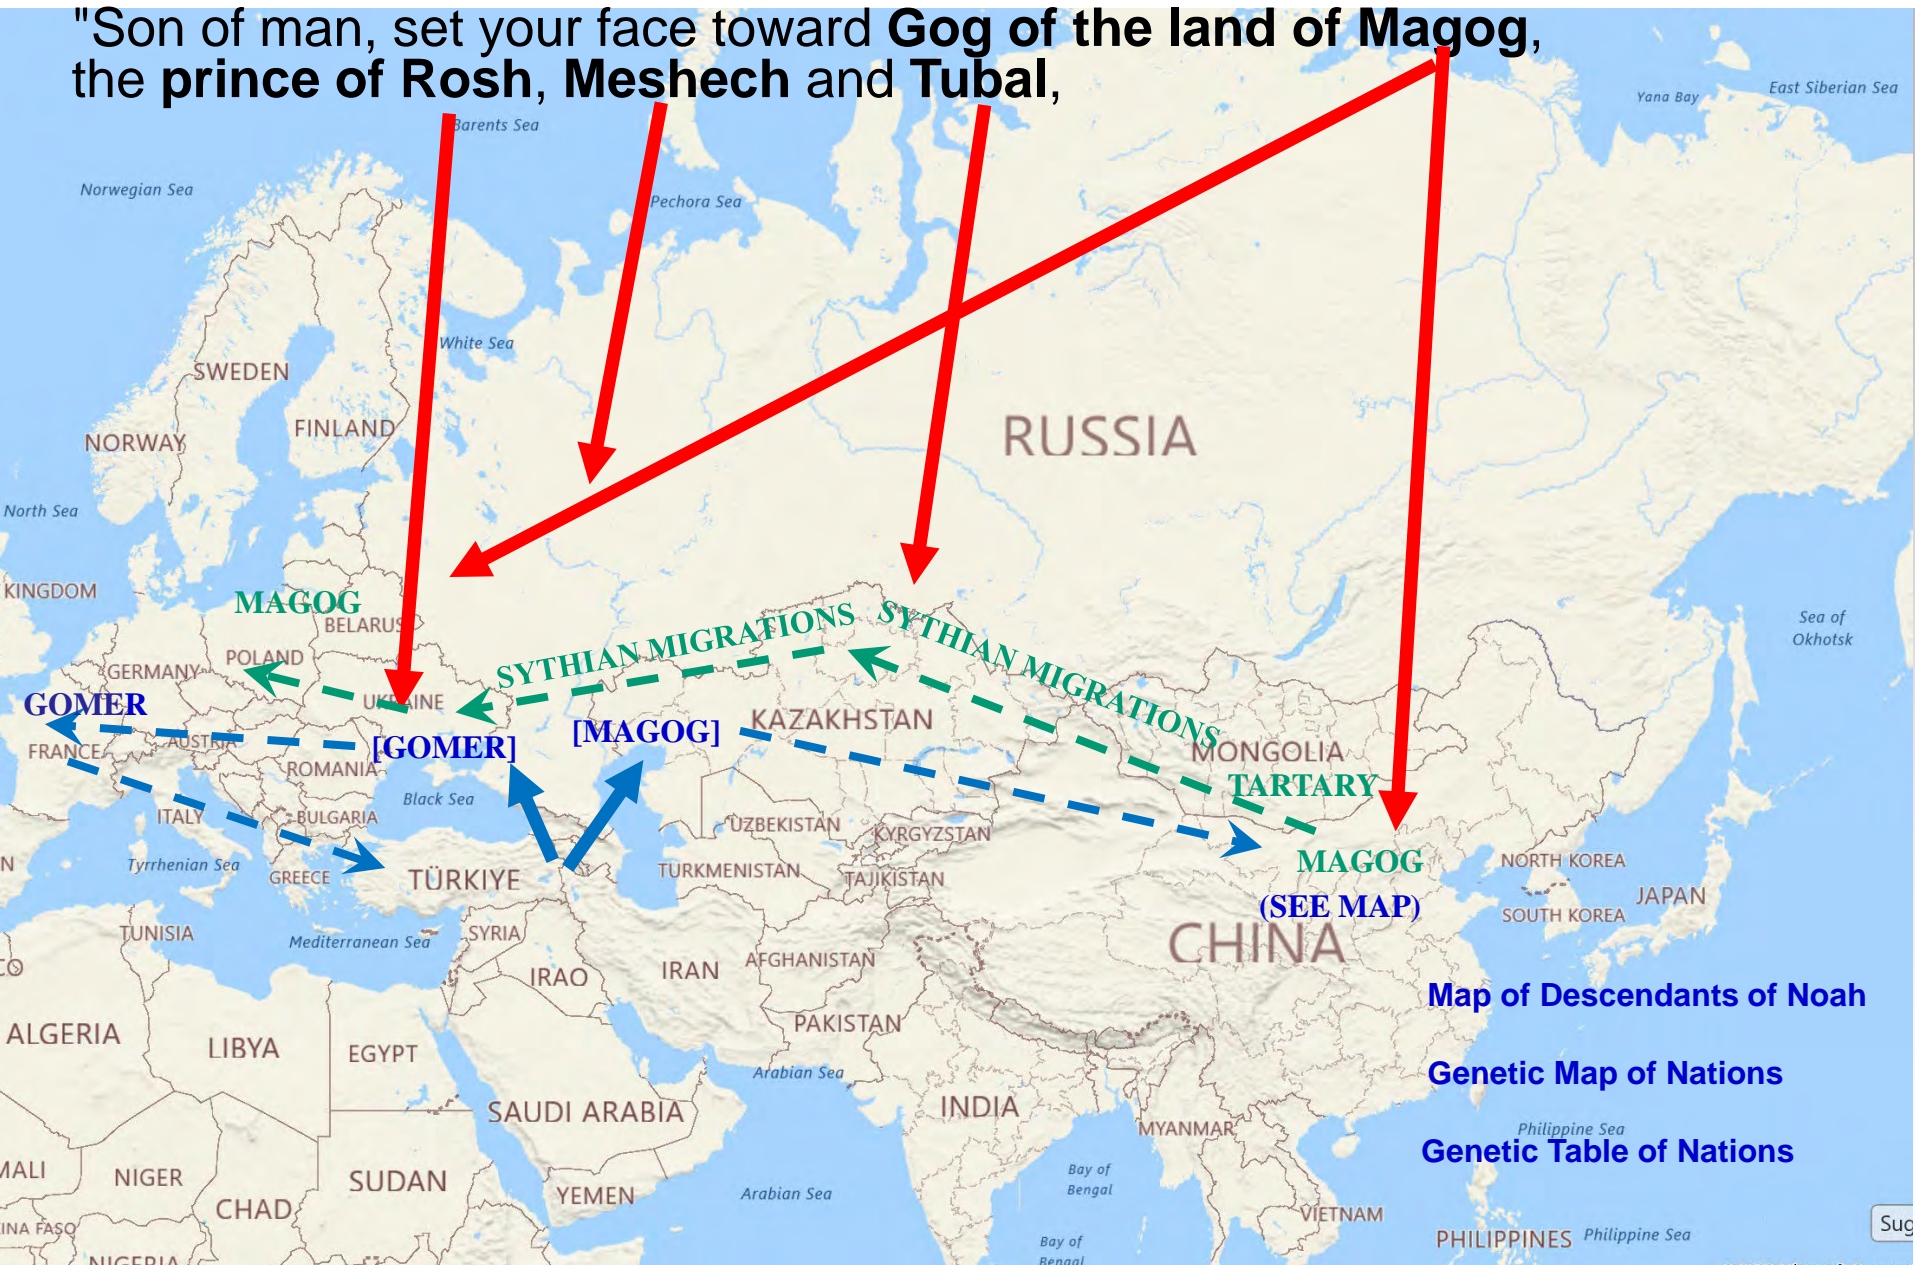 "Son of man, set your face toward Gog of the land of Magog,
the prince of Rosh, Meshech and Tubal,
Barents Sea
Yana Bay
East Siberian Sea
Norwegian Sea
Pechora Sea
White Sea
SWEDEN
FINLAND
NORWAY
RUSSIA
North Sea
KINGDOM
MAGOG
BELARUS
SYTHIAN MIGRATIONS
SYTHIAN MIGRATIONS
Sea of
Okhotsk
GERMANY
POLAND
UKRAINE
GOMER
[GOMER]
[MAGOG]
KAZAKHSTAN
MONGOLIA
FRANCE
AUSTRIA
ROMANIA
TARTARY
Black Sea
ITALY
BULGARIA
UZBEKISTAN
KYRGYZSTAN
N
Tyrrhenian Sea
GREECE
TÜRKIYE
TURKMENISTAN
TAJIKISTAN
MAGOG
NORTH KOREA
JAPAN
(SEE MAP)
SOUTH KOREA
TUNISIA
Mediterranean Sea
SYRIA
CHINA
CO
IRAQ
IRAN
AFGHANISTAN
Map of Descendants of Noah
ALGERIA
LIBYA
EGYPT
PAKISTAN
Arabian Sea
Genetic Map of Nations
SAUDI ARABIA
INDIA
MYANMAR
Philippine Sea
Genetic Table of Nations
MALI
NIGER
SUDAN
YEMEN
Arabian Sea
Bay of
Bengal
CHAD
VIETNAM
INA FASO
PHILIPPINES
Philippine Sea
Sug
NIGERIA
Bay of
Bengal